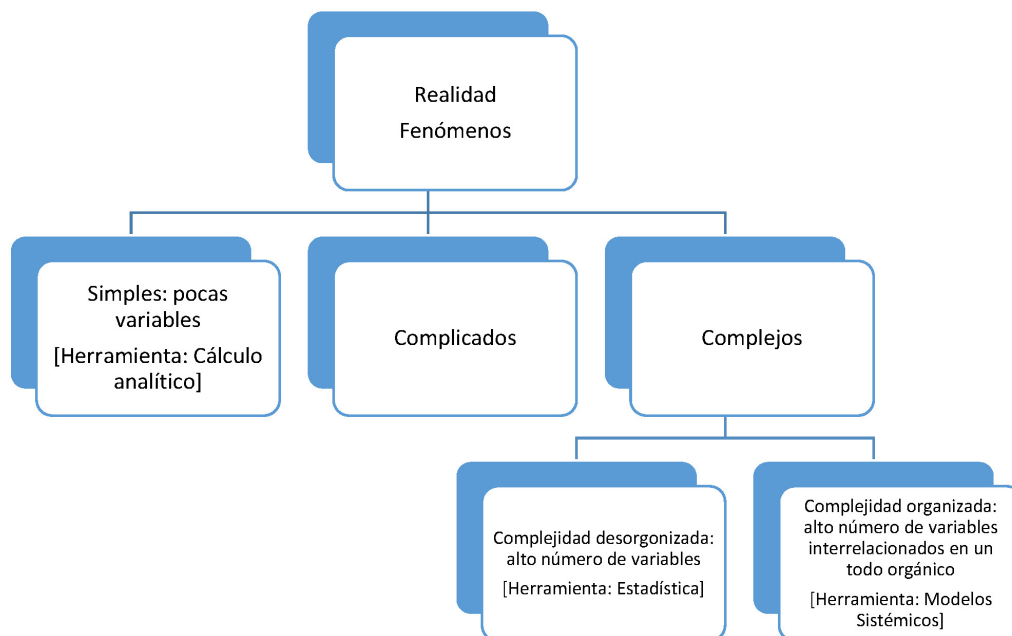 Realidad
Fenómenos
Simples: pocas
variables
[Herramienta: Cálculo
analítico]
Complicados
Complejos
Complejidad desorgonizada:
alto número de variables
[Herramienta: Estadística]
Complejidad organizada:
alto número de variables
interrelacionados en un
todo orgánico
[Herramienta: Modelos
Sistémicos]